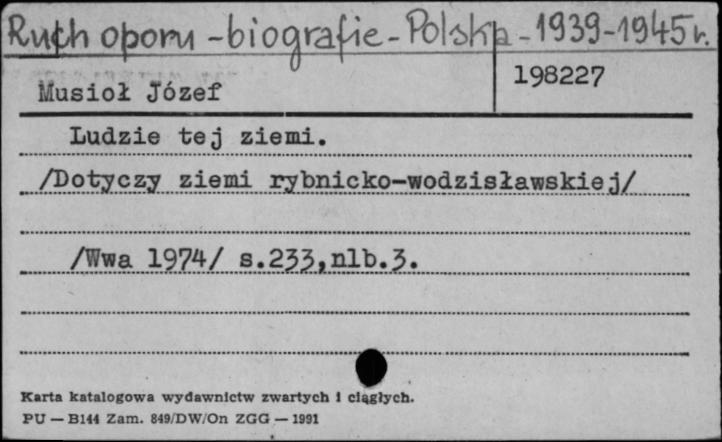 Ruch oporu - biografie - Polska - 1939-1945 r.
198227
Musioł Józef
Ludzie tej ziemi.
/Dotyczy ziemi rybnicko-wodzisławskiej/
/Wwa 1974/ s.233,nlb.3.
Karta katalogowa wydawnictw zwartych i ciągłych.
PU — B144 Zam. 849/DW/On ZGG — 1991